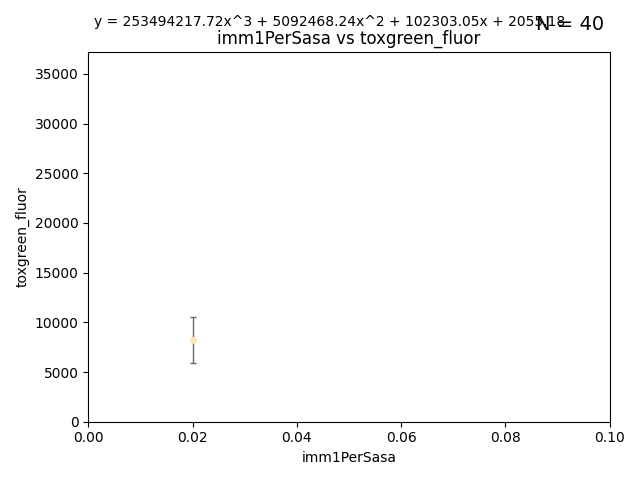 y = 253494217.72x^3 + 5092468.24x^2 + 102303.05x + 2055.18
N = 40
imm1PerSasa vs toxgreen_fluor
35000
30000
25000
20000
15000
10000
5000
0
toxgreen_fluor
0.00 0.02 0.04 0.06 0.08 0.10
imm1PerSasa